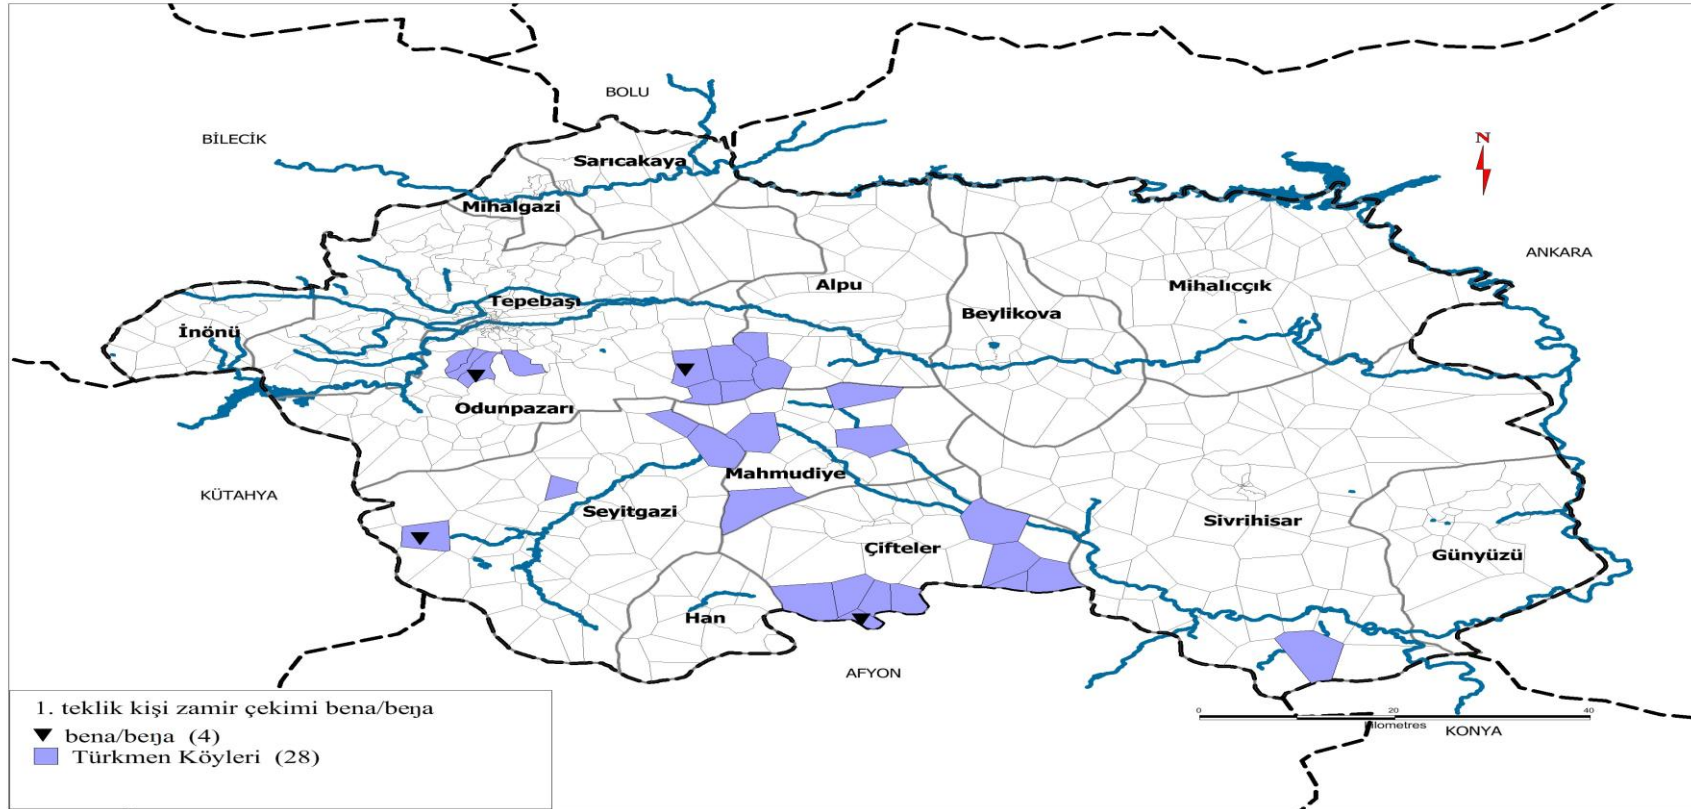 BOLU
BİLECİK
Sarıcakaya
N
Mihalgazi
ANKARA
Alpu
Mihalıcçık
Tepebaşı
Beylikova
İnönü
Odunpazarı
Mahmudiye
KÜTAHYA
Seyitgazi
Sivrihisar
Çifteler
Günyüzü
Han
AFYON
1. teklik kişi zamir çekimi bena/beŋa
bena/beŋa (4)
Türkmen Köyleri (28)
0 20 40
kilometres
KONYA